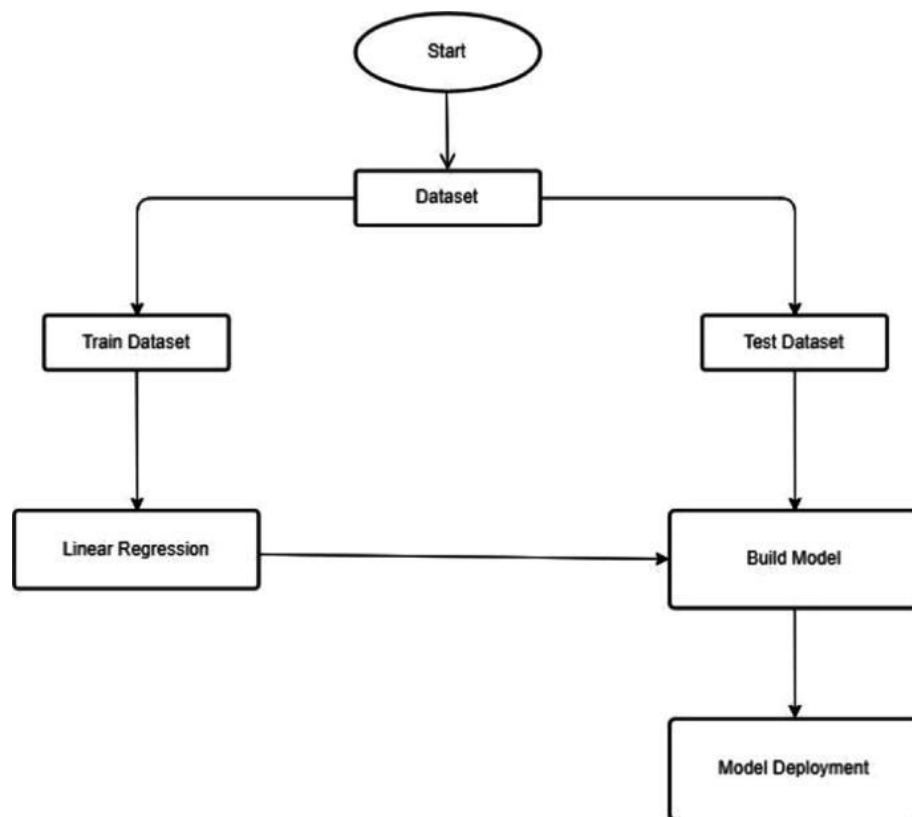 Start
Dataset
Train Dataset
Test Dataset
Linear Regression
Build Model
Model Deployment